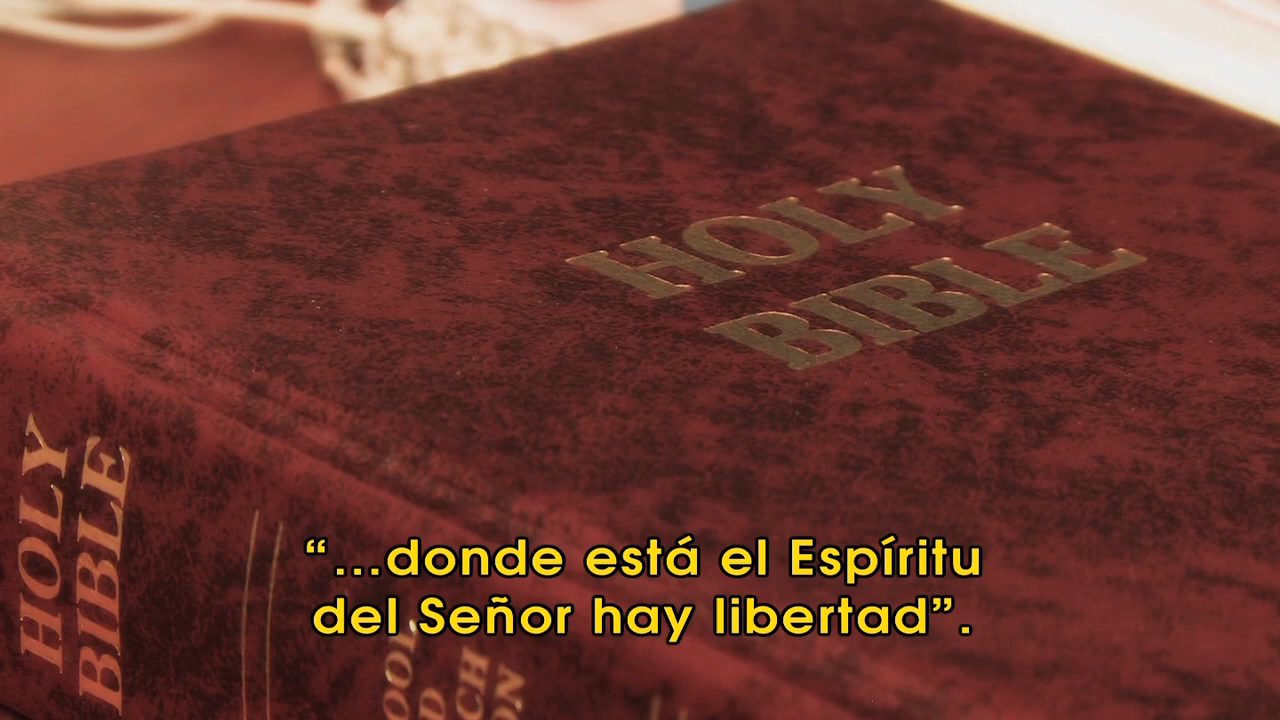 HOLY
BIBLE
HOLY
BIBLE
“...donde está el Espíritu
del Señor hay libertad”.